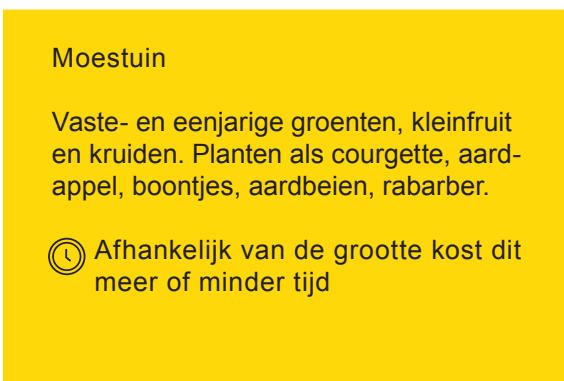 Moestuin
Vaste- en eenjarige groenten, kleinfruit
en kruiden. Planten als courgette, aard-
appel, boontjes, aardbeien, rabarber.
Afhankelijk van de grootte kost dit
meer of minder tijd